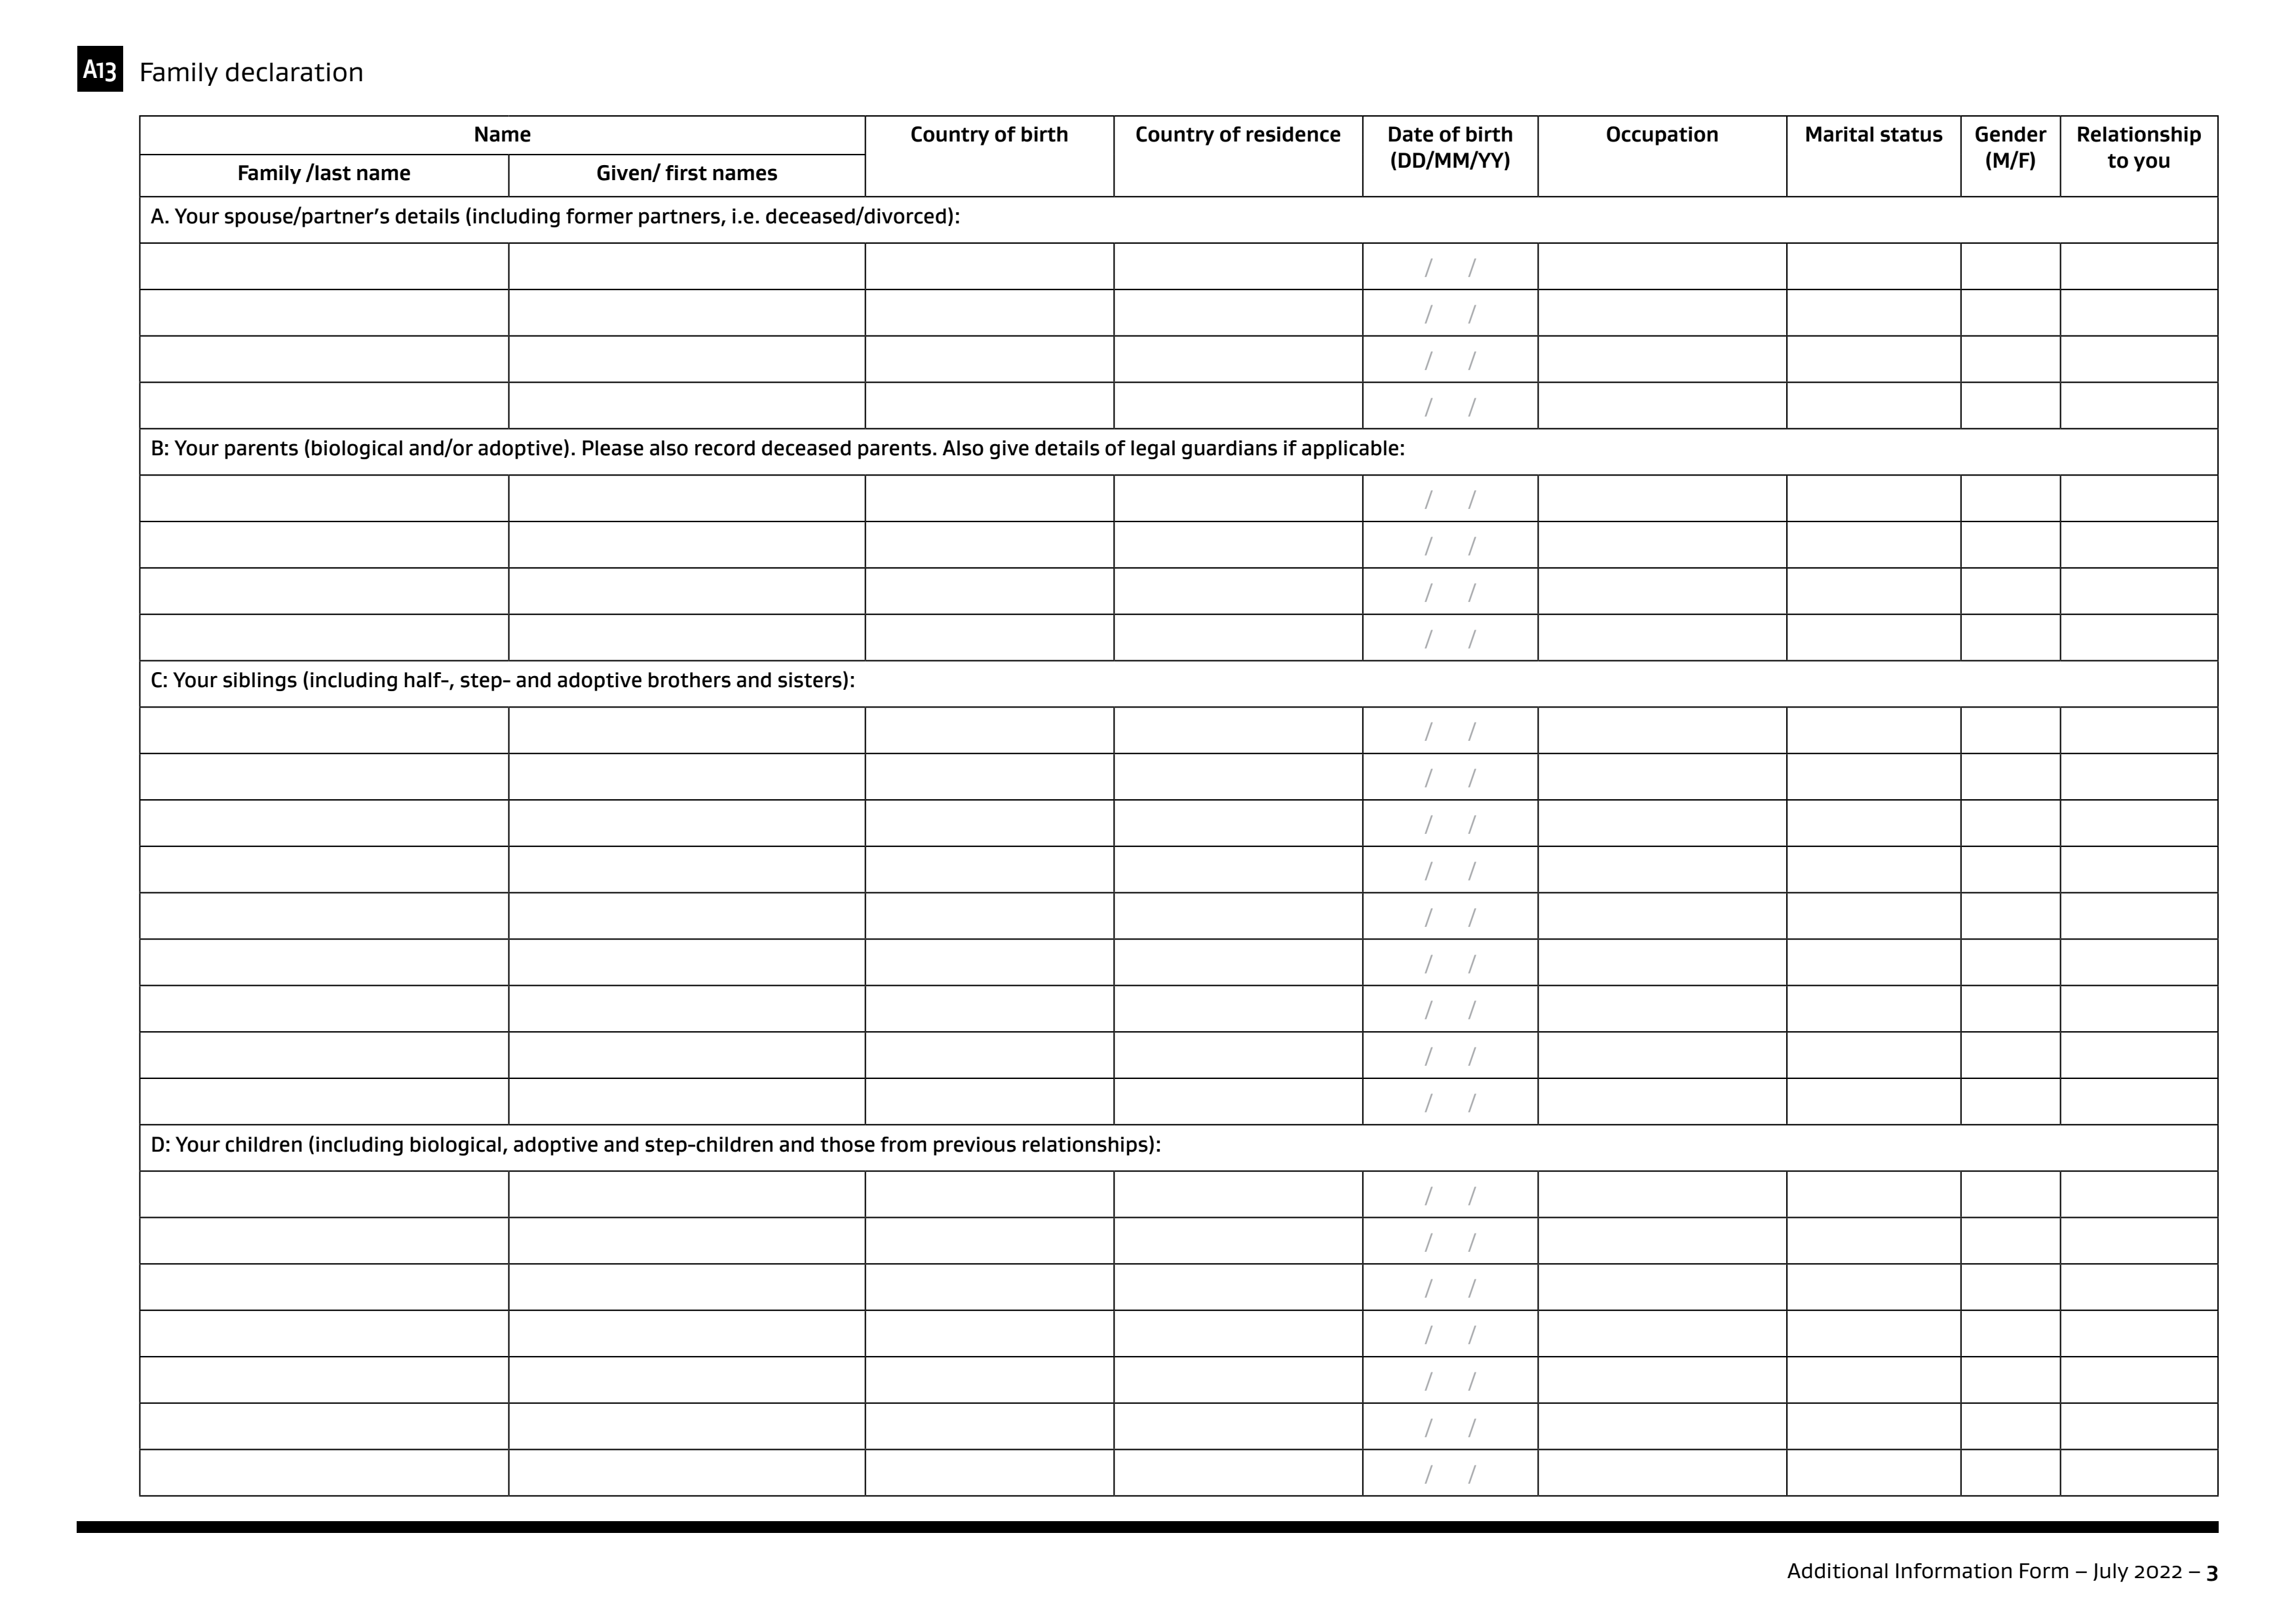 A13 Family declaration
Name
Country of birth
Country of residence
Date of birth
(DD/MM/YY)
Occupation
Marital status
Gender
(M/F)
Relationship
to you
Family /last name
Given/ first names
A. Your spouse/partner’s details (including former partners, i.e. deceased/divorced):
/ /
/ /
/ /
/ /
B: Your parents (biological and/or adoptive). Please also record deceased parents. Also give details of legal guardians if applicable:
/ /
/ /
/ /
/ /
C: Your siblings (including half-, step- and adoptive brothers and sisters):
/ /
/ /
/ /
/ /
/ /
/ /
/ /
/ /
/ /
D: Your children (including biological, adoptive and step-children and those from previous relationships):
/ /
/ /
/ /
/ /
/ /
/ /
/ /
Additional Information Form – July 2022 – 3